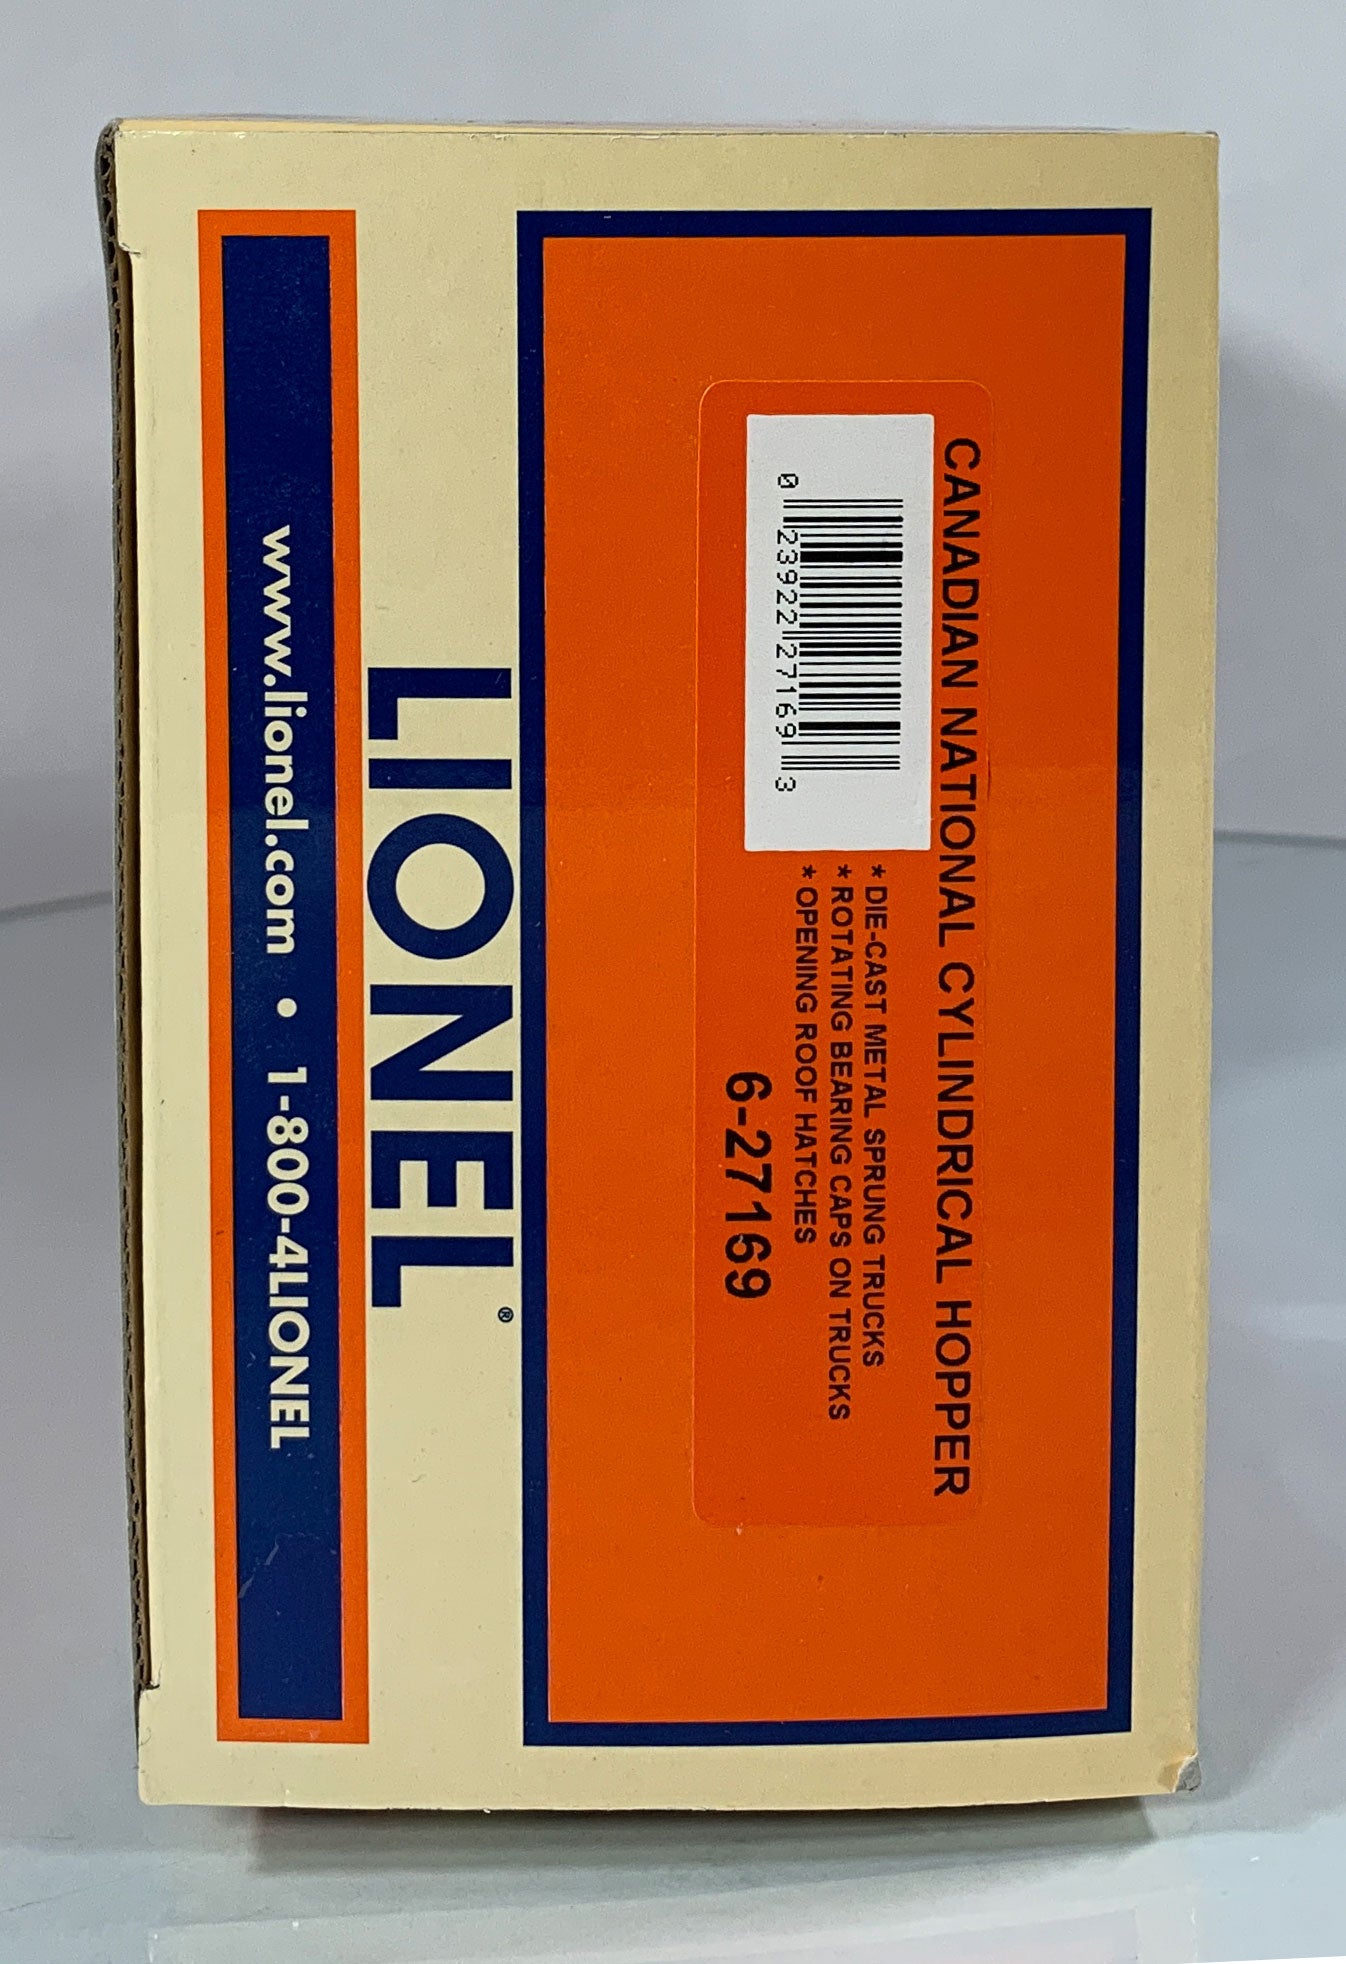 CANADIAN NATIONAL CYLINDRICAL HOPPER
0 23922 27169 3
* DIE-CAST METAL SPRUNG TRUCKS
* ROTATING BEARING CAPS ON TRUCKS
* OPENING ROOF HATCHES
6-27169
LIONEL®
www.lionel.com • 1-800-4LIONEL